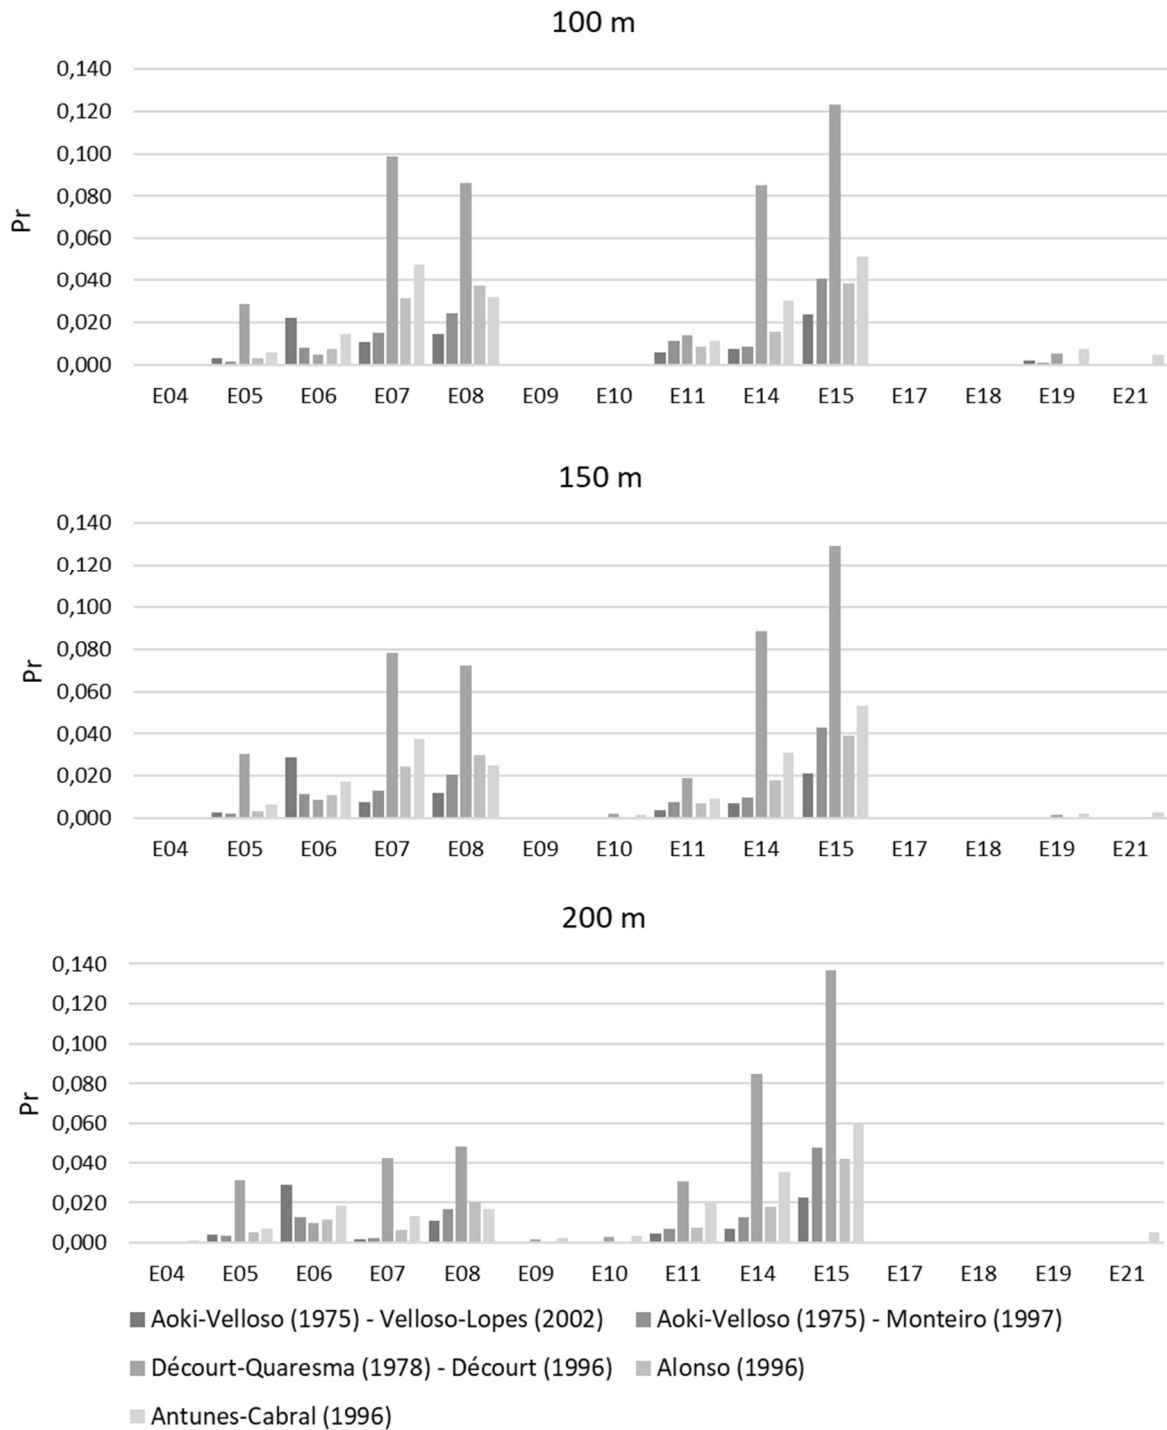 100 m
0,140
0,120
0,100
0,080
0,060
0,040
0,020
0,000
Pr
E04 E05 E06 E07 E08 E09 E10 E11 E14 E15 E17 E18 E19 E21
150 m
0,140
0,120
0,100
0,080
0,060
0,040
0,020
0,000
Pr
E04 E05 E06 E07 E08 E09 E10 E11 E14 E15 E17 E18 E19 E21
200 m
0,140
0,120
0,100
0,080
0,060
0,040
0,020
0,000
Pr
E04 E05 E06 E07 E08 E09 E10 E11 E14 E15 E17 E18 E19 E21
Aoki-Velloso (1975) - Velloso-Lopes (2002) Aoki-Velloso (1975) - Monteiro (1997)
Décourt-Quaresma (1978) - Décourt (1996) Alonso (1996)
Antunes-Cabral (1996)